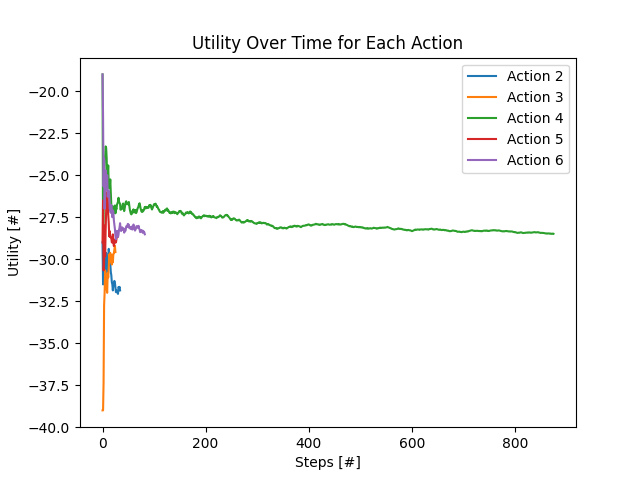 Utility Over Time for Each Action
Utility [#]
−20.0
−22.5
−25.0
−27.5
−30.0
−32.5
−35.0
−37.5
−40.0
Action 2
Action 3
Action 4
Action 5
Action 6
0 200 400 600 800
Steps [#]